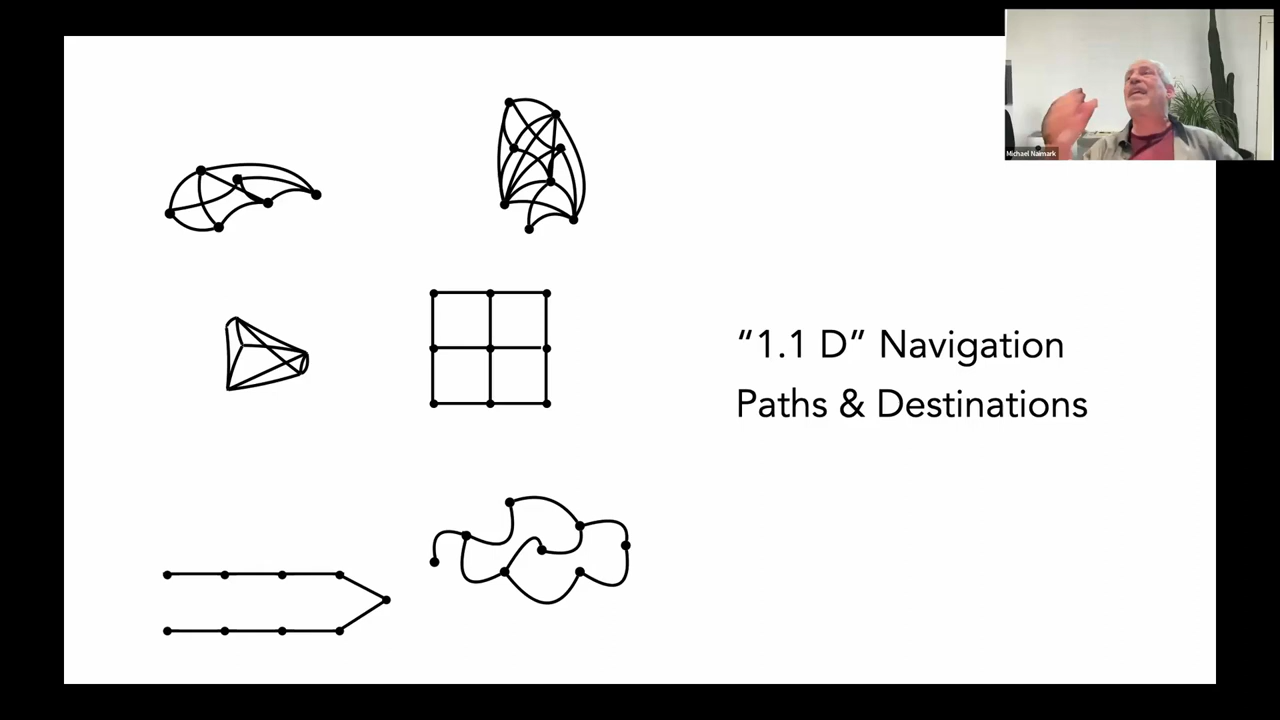 Michael Naimark
“1.1 D” Navigation
Paths & Destinations